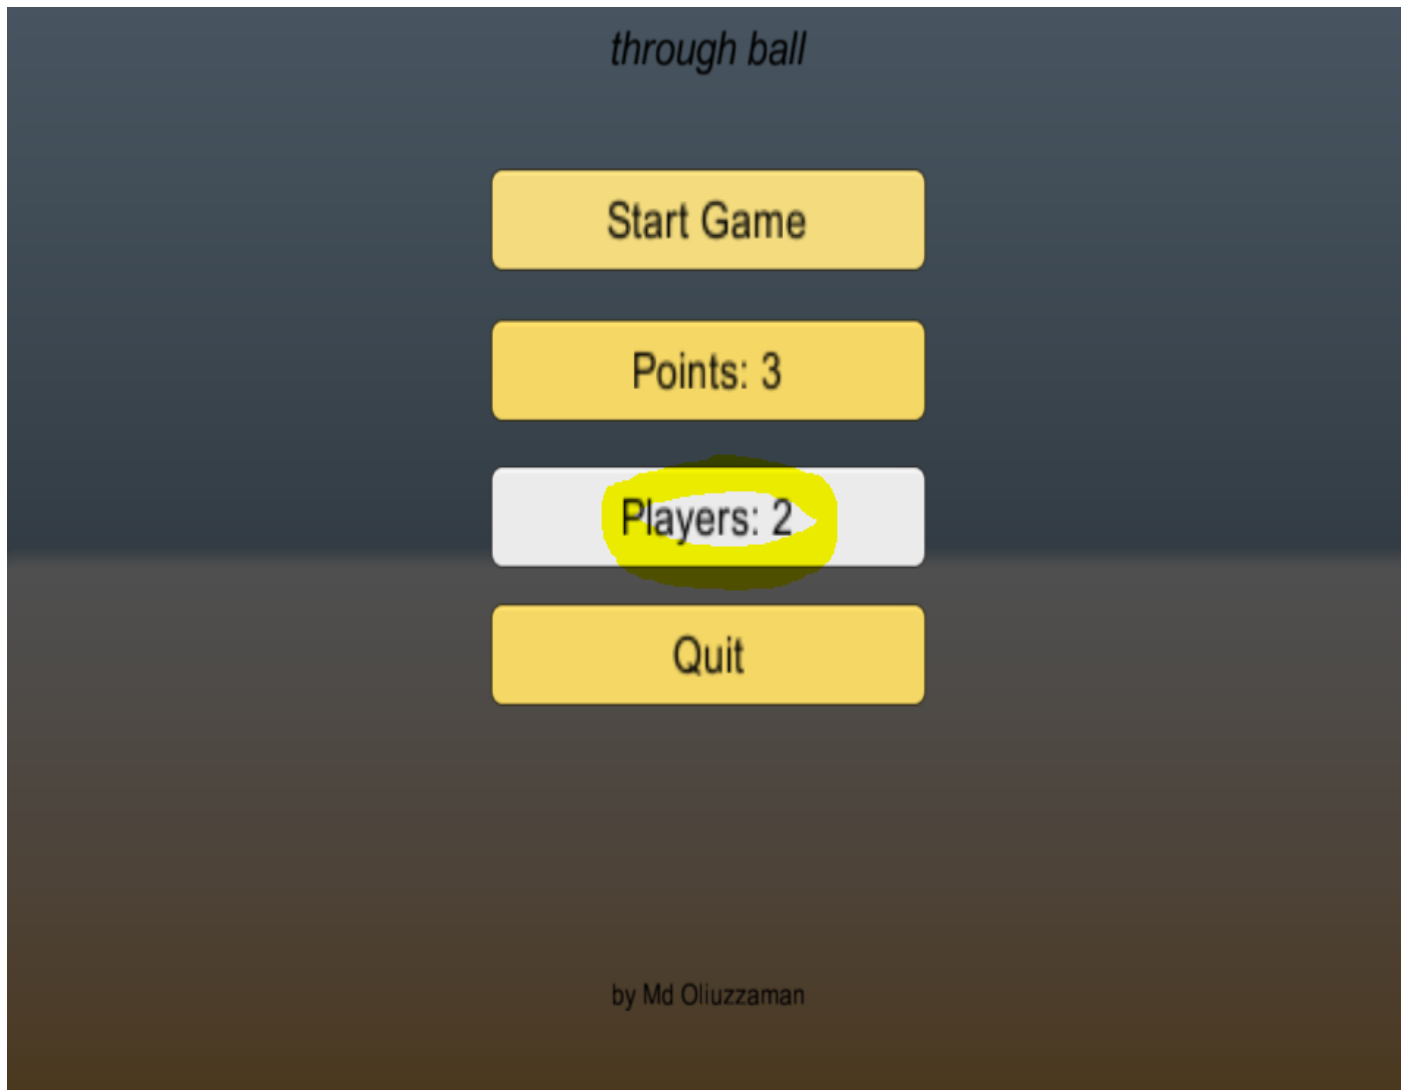 through ball
Start Game
Points: 3
Players: 2
Quit
by Md Oliuzzaman